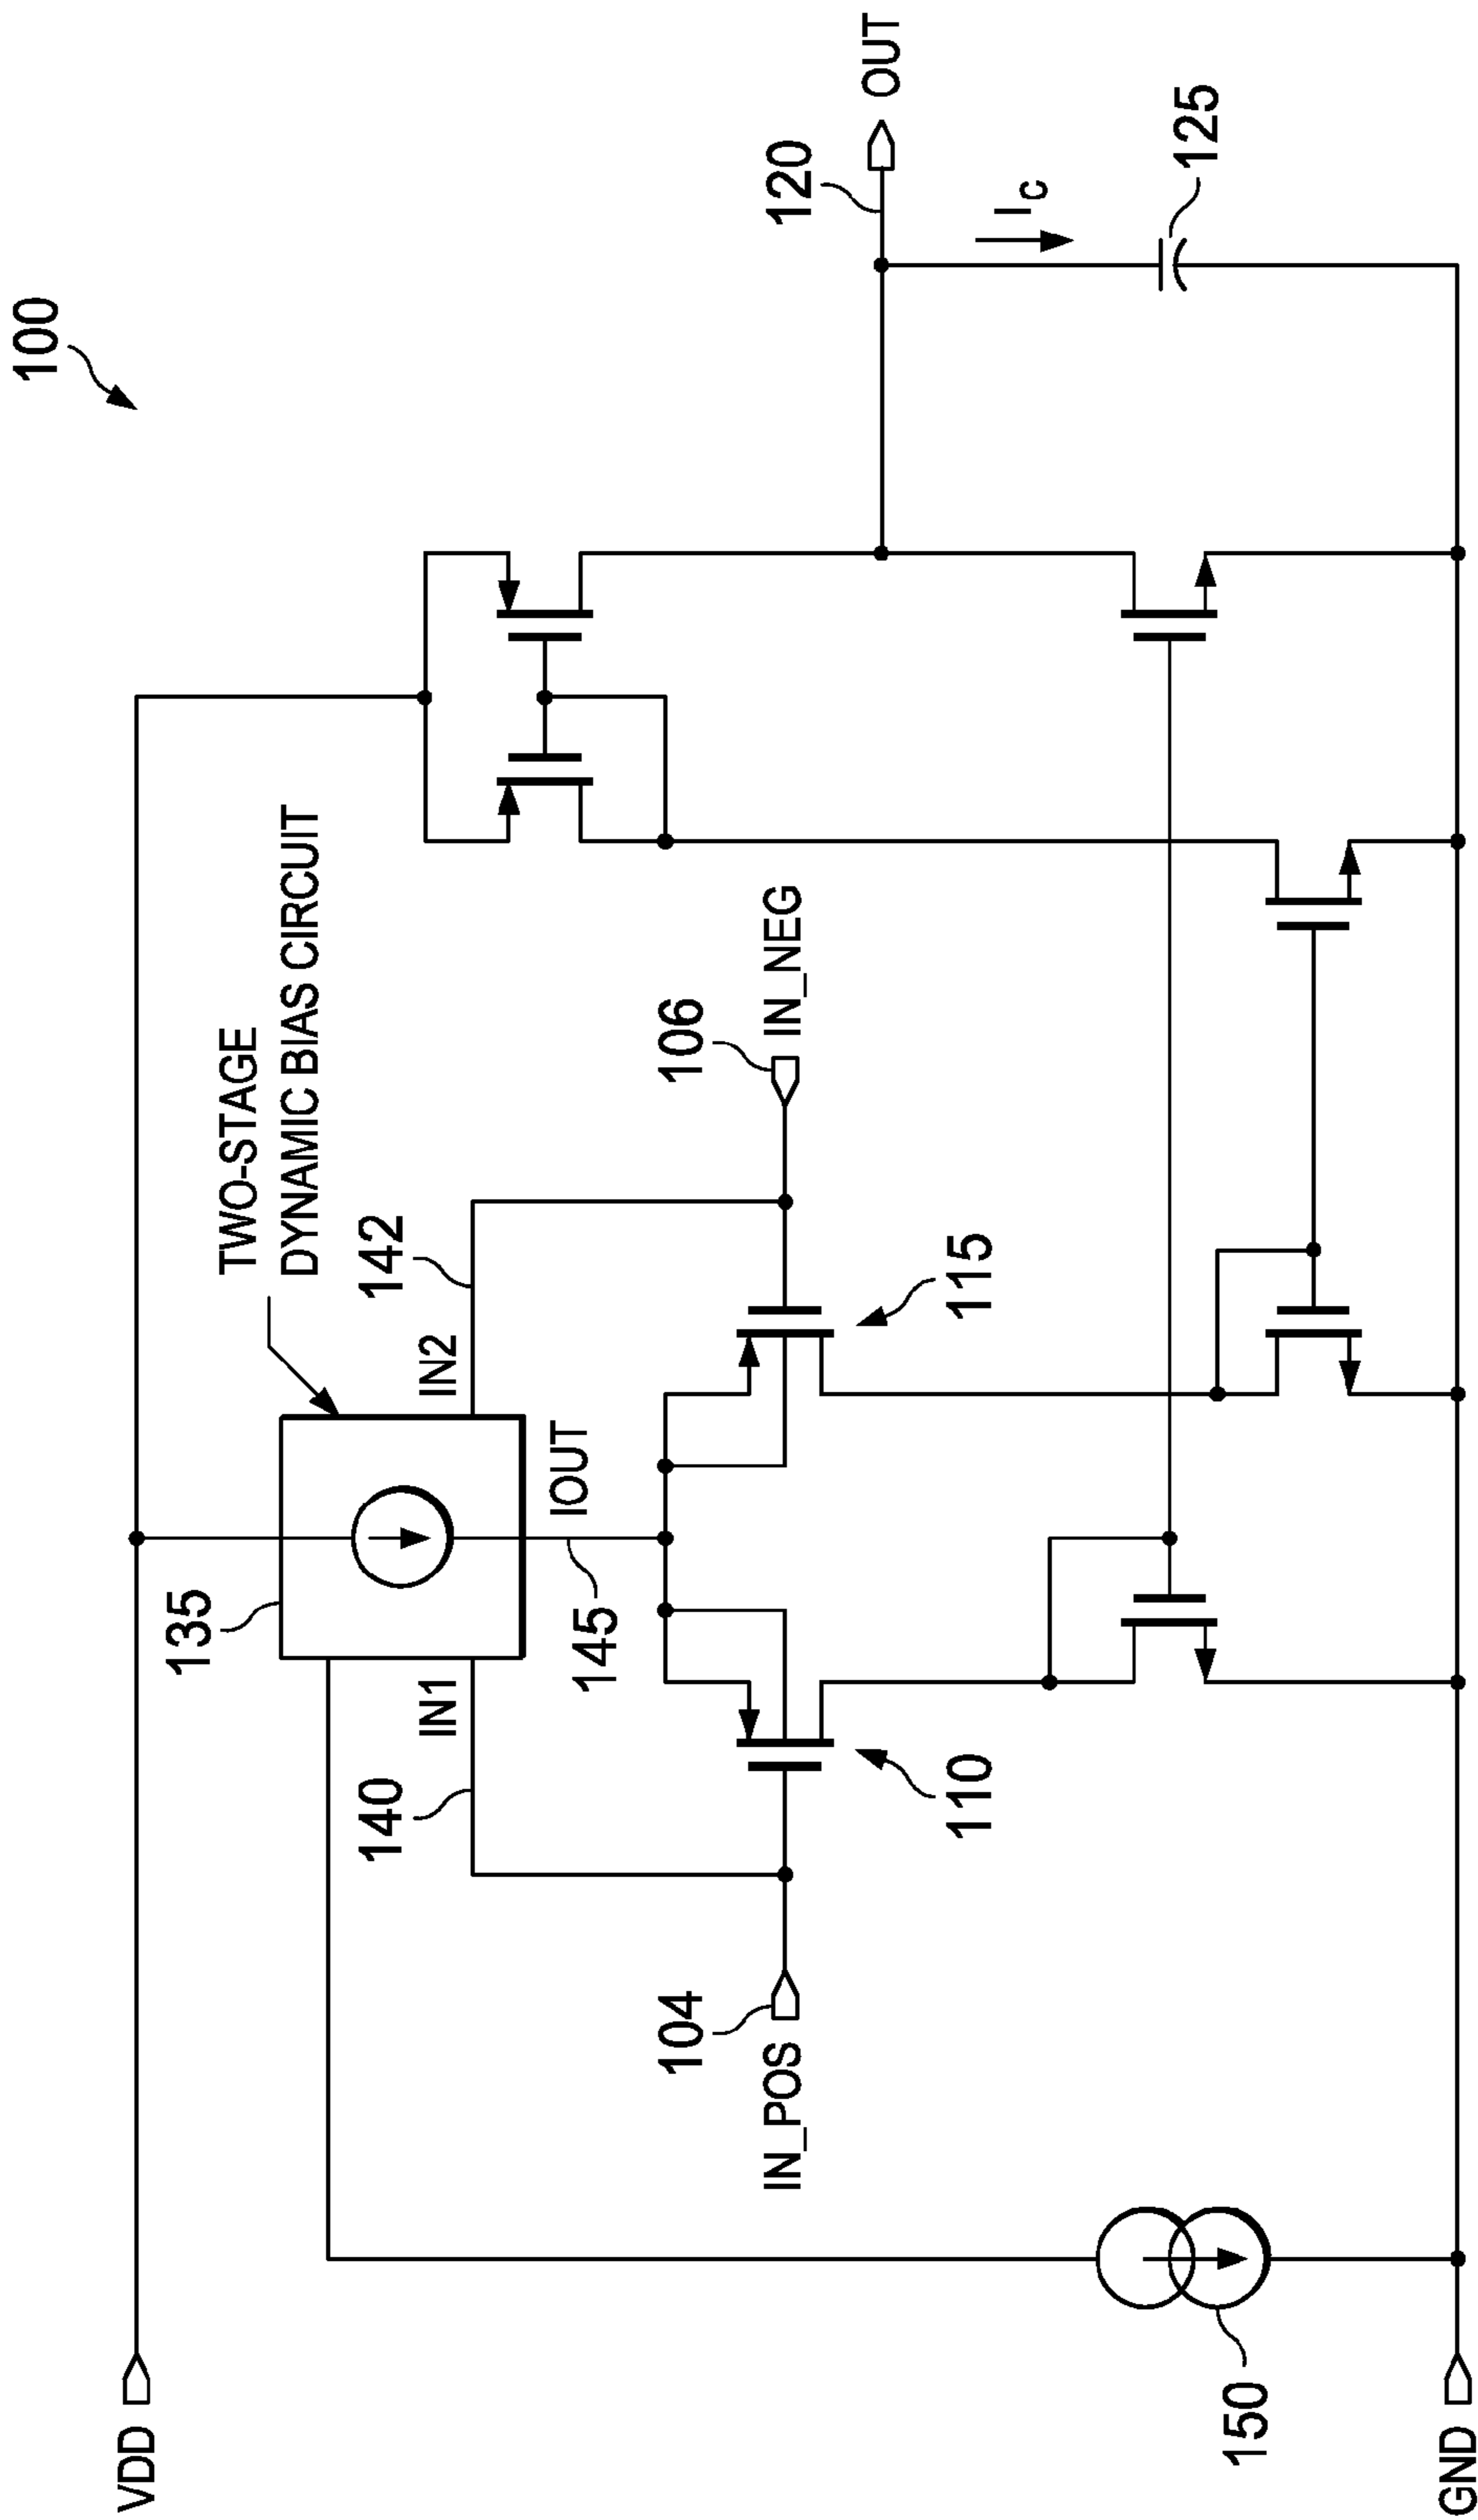 100
VDD
135
TWO-STAGE
DYNAMIC BIAS CIRCUIT
140
IN1
IN2
142
IOUT
145
104
IN_POS
106
IN_NEG
110
115
120
OUT
I_C
125
150
GND